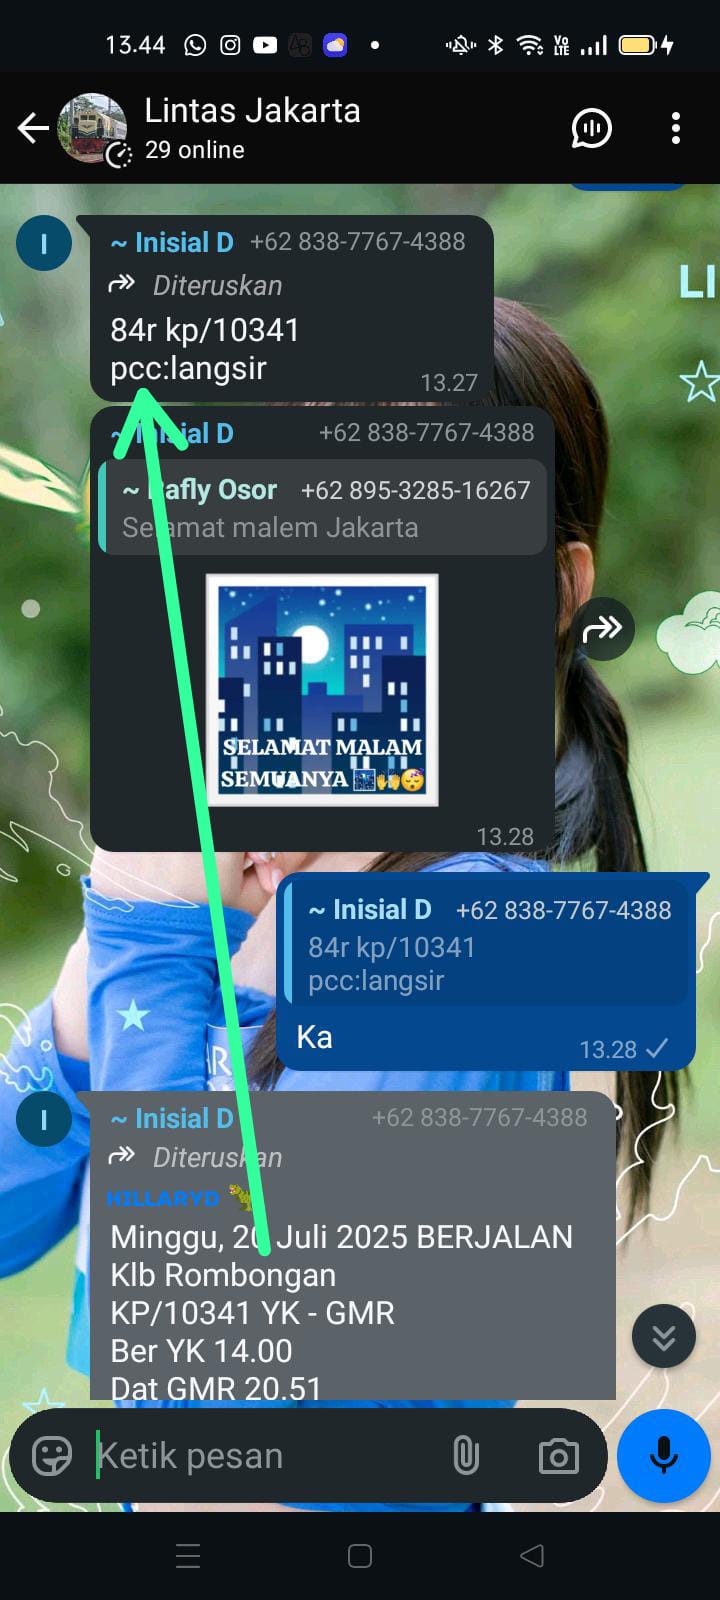 13.44
VO LTE
Lintas Jakarta
29 online
LI
I
~ Inisial D +62 838-7767-4388
Diteruskan
84r kp/10341
pcc:langsir
13.27
~ Inisial D +62 838-7767-4388
~ Rafly Osor +62 895-3285-16267
Selamat malem Jakarta
SELAMAT MALAM
SEMUANYA 🌃🙌😴
13.28
~ Inisial D +62 838-7767-4388
84r kp/10341
pcc:langsir
Ka
13.28
I
~ Inisial D +62 838-7767-4388
Diteruskan
HILLARYD 🦖
Minggu, 20 Juli 2025 BERJALAN
Klb Rombongan
KP/10341 YK - GMR
Ber YK 14.00
Dat GMR 20.51
Ketik pesan